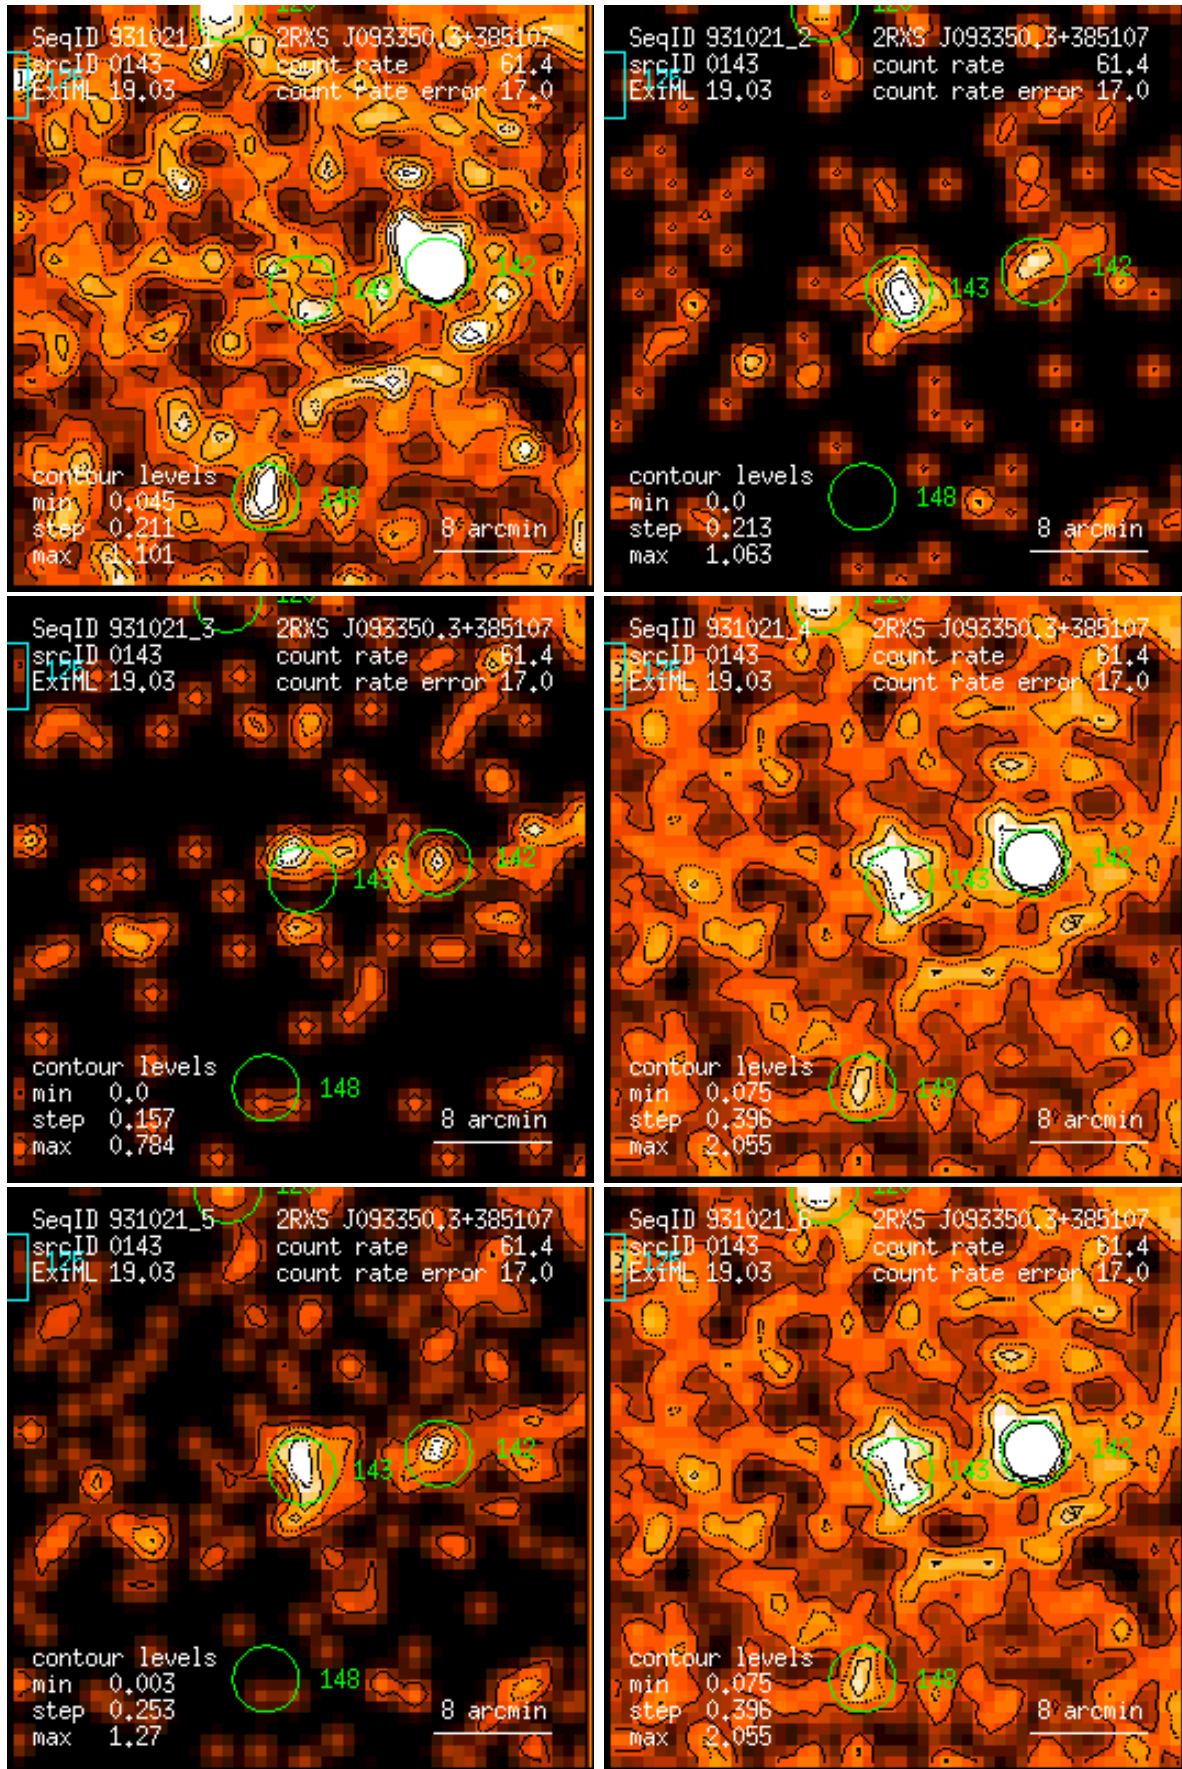 SeqID 931021_1 2RXS J093350.3+385107
srcID 0143 count rate 61.4
ExiML 19.03 count rate error 17.0
143
142
148
contour levels
min 0.045
step 0.211
max 1.101
8 arcmin
SeqID 931021_2 2RXS J093350.3+385107
srcID 0143 count rate 61.4
ExiML 19.03 count rate error 17.0
143
142
148
contour levels
min 0.0
step 0.213
max 1.063
8 arcmin
SeqID 931021_3 2RXS J093350.3+385107
srcID 0143 count rate 61.4
ExiML 19.03 count rate error 17.0
143
142
148
contour levels
min 0.0
step 0.157
max 0.784
8 arcmin
SeqID 931021_4 2RXS J093350.3+385107
srcID 0143 count rate 61.4
ExiML 19.03 count rate error 17.0
143
142
148
contour levels
min 0.075
step 0.396
max 2.055
8 arcmin
SeqID 931021_5 2RXS J093350.3+385107
srcID 0143 count rate 61.4
ExiML 19.03 count rate error 17.0
143
142
148
contour levels
min 0.003
step 0.253
max 1.27
8 arcmin
SeqID 931021_6 2RXS J093350.3+385107
srcID 0143 count rate 61.4
ExiML 19.03 count rate error 17.0
143
142
148
contour levels
min 0.075
step 0.396
max 2.055
8 arcmin